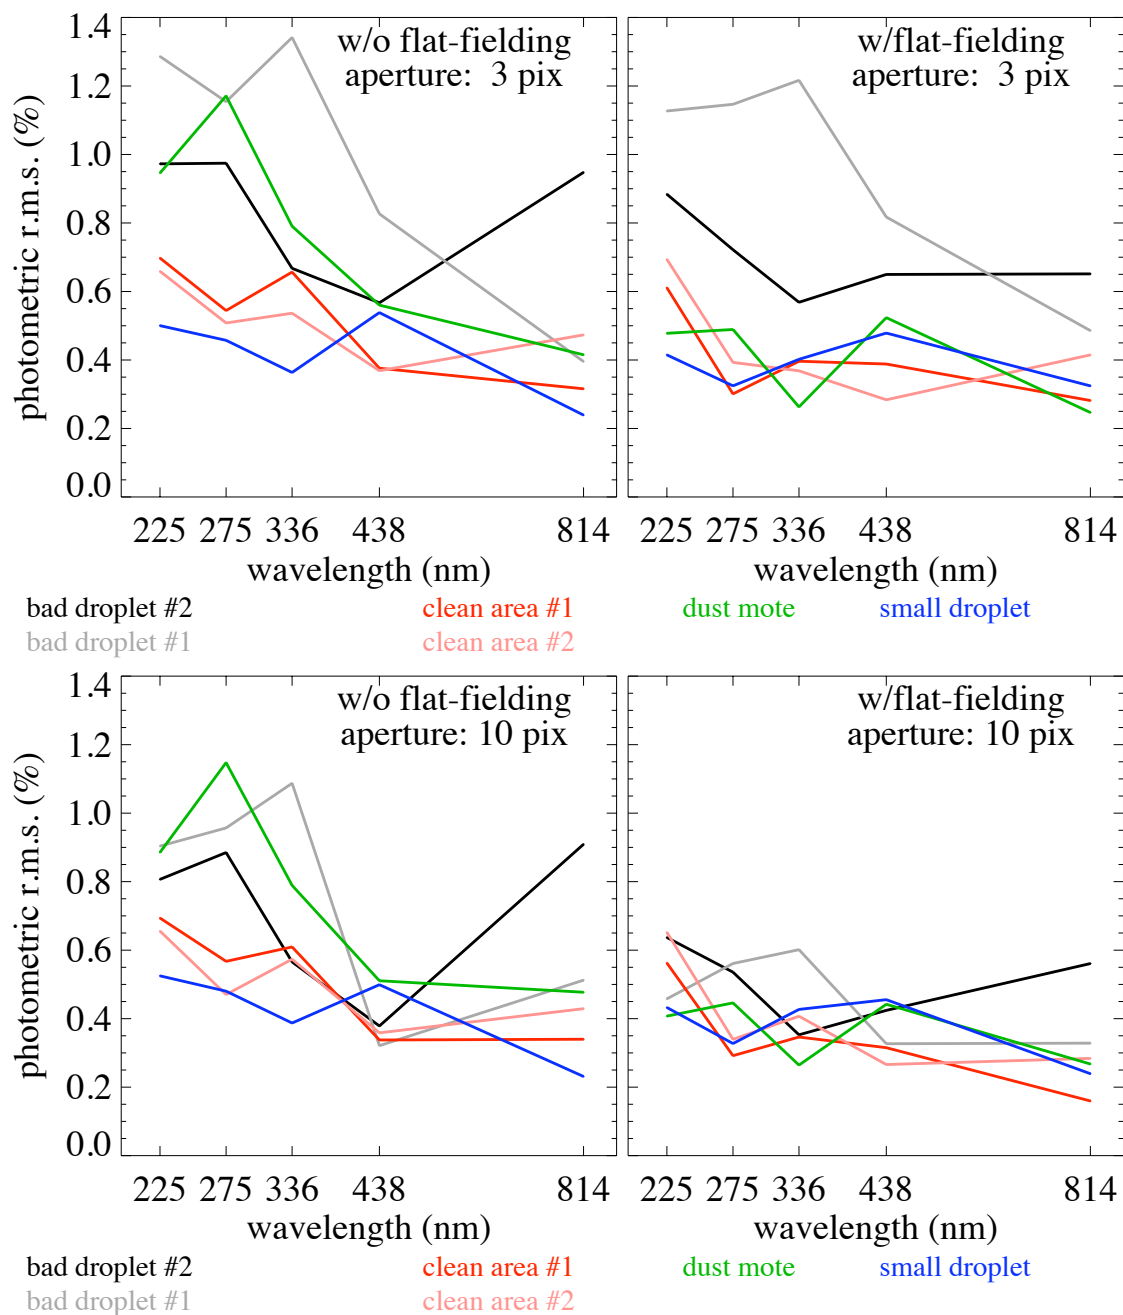 w/o flat-fielding
aperture: 3 pix
w/flat-fielding
aperture: 3 pix
photometric r.m.s. (%)
1.4
1.2
1.0
0.8
0.6
0.4
0.2
0.0
225 275 336 438 814
225 275 336 438 814
wavelength (nm)
wavelength (nm)
bad droplet #2
clean area #1
dust mote
small droplet
bad droplet #1
clean area #2
w/o flat-fielding
aperture: 10 pix
w/flat-fielding
aperture: 10 pix
photometric r.m.s. (%)
1.4
1.2
1.0
0.8
0.6
0.4
0.2
0.0
225 275 336 438 814
225 275 336 438 814
wavelength (nm)
wavelength (nm)
bad droplet #2
clean area #1
dust mote
small droplet
bad droplet #1
clean area #2